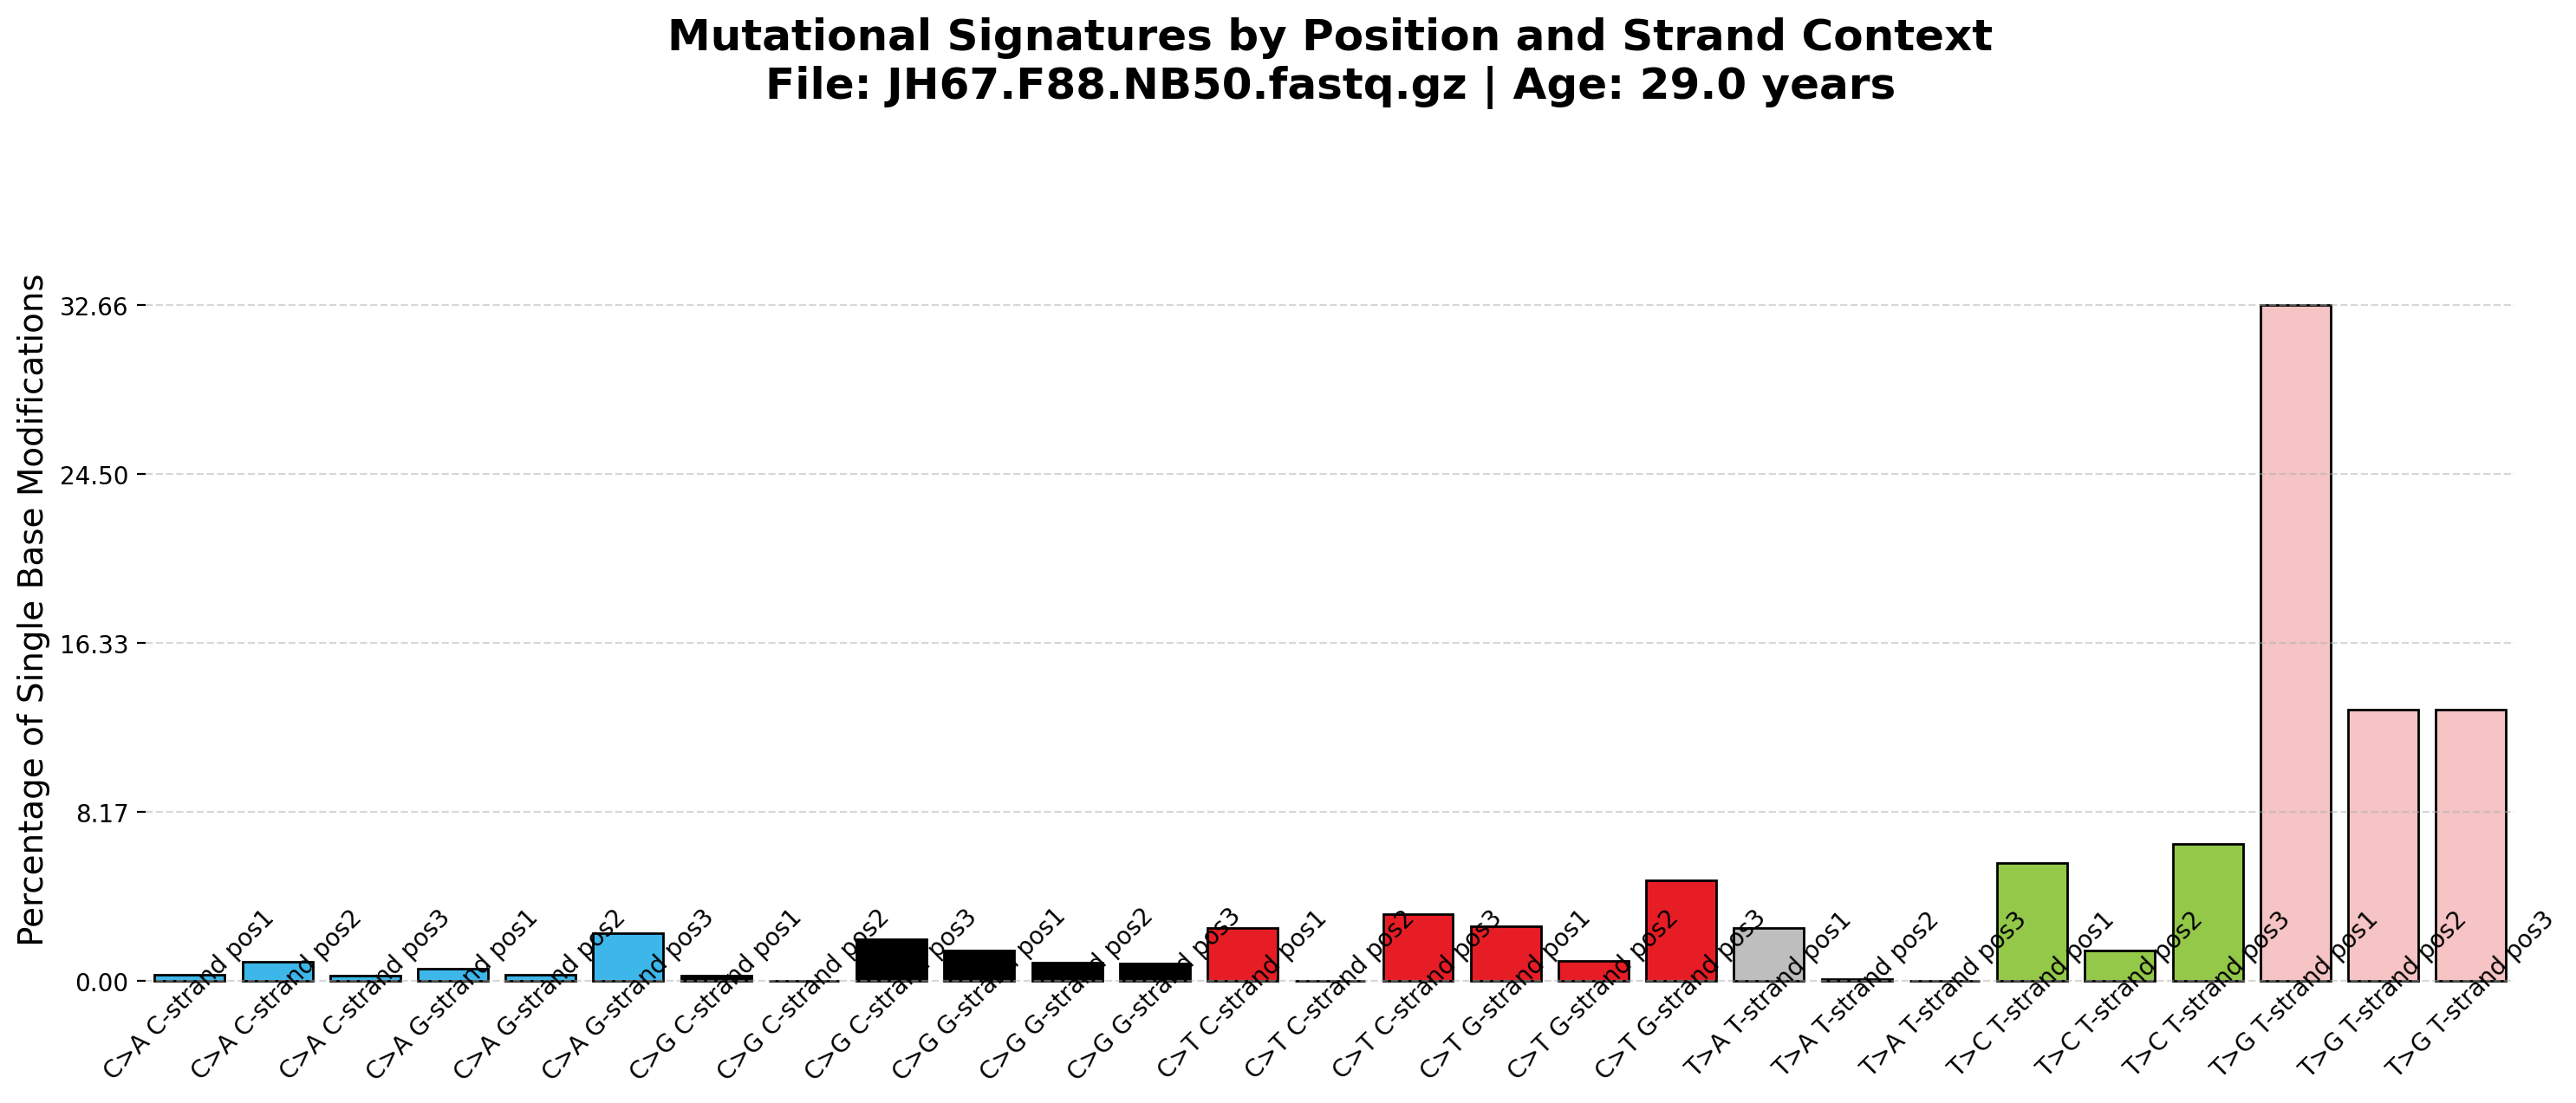 Mutational Signatures by Position and Strand Context
File: JH67.F88.NB50.fastq.gz | Age: 29.0 years
Percentage of Single Base Modifications
32.66
24.50
16.33
8.17
0.00
C>A C-strand pos1
C>A C-strand pos2
C>A C-strand pos3
C>A G-strand pos1
C>A G-strand pos2
C>A G-strand pos3
C>G C-strand pos1
C>G C-strand pos2
C>G C-strand pos3
C>G G-strand pos1
C>G G-strand pos2
C>G G-strand pos3
C>T C-strand pos1
C>T C-strand pos2
C>T C-strand pos3
C>T G-strand pos1
C>T G-strand pos2
C>T G-strand pos3
T>A T-strand pos1
T>A T-strand pos2
T>A T-strand pos3
T>C T-strand pos1
T>C T-strand pos2
T>C T-strand pos3
T>G T-strand pos1
T>G T-strand pos2
T>G T-strand pos3